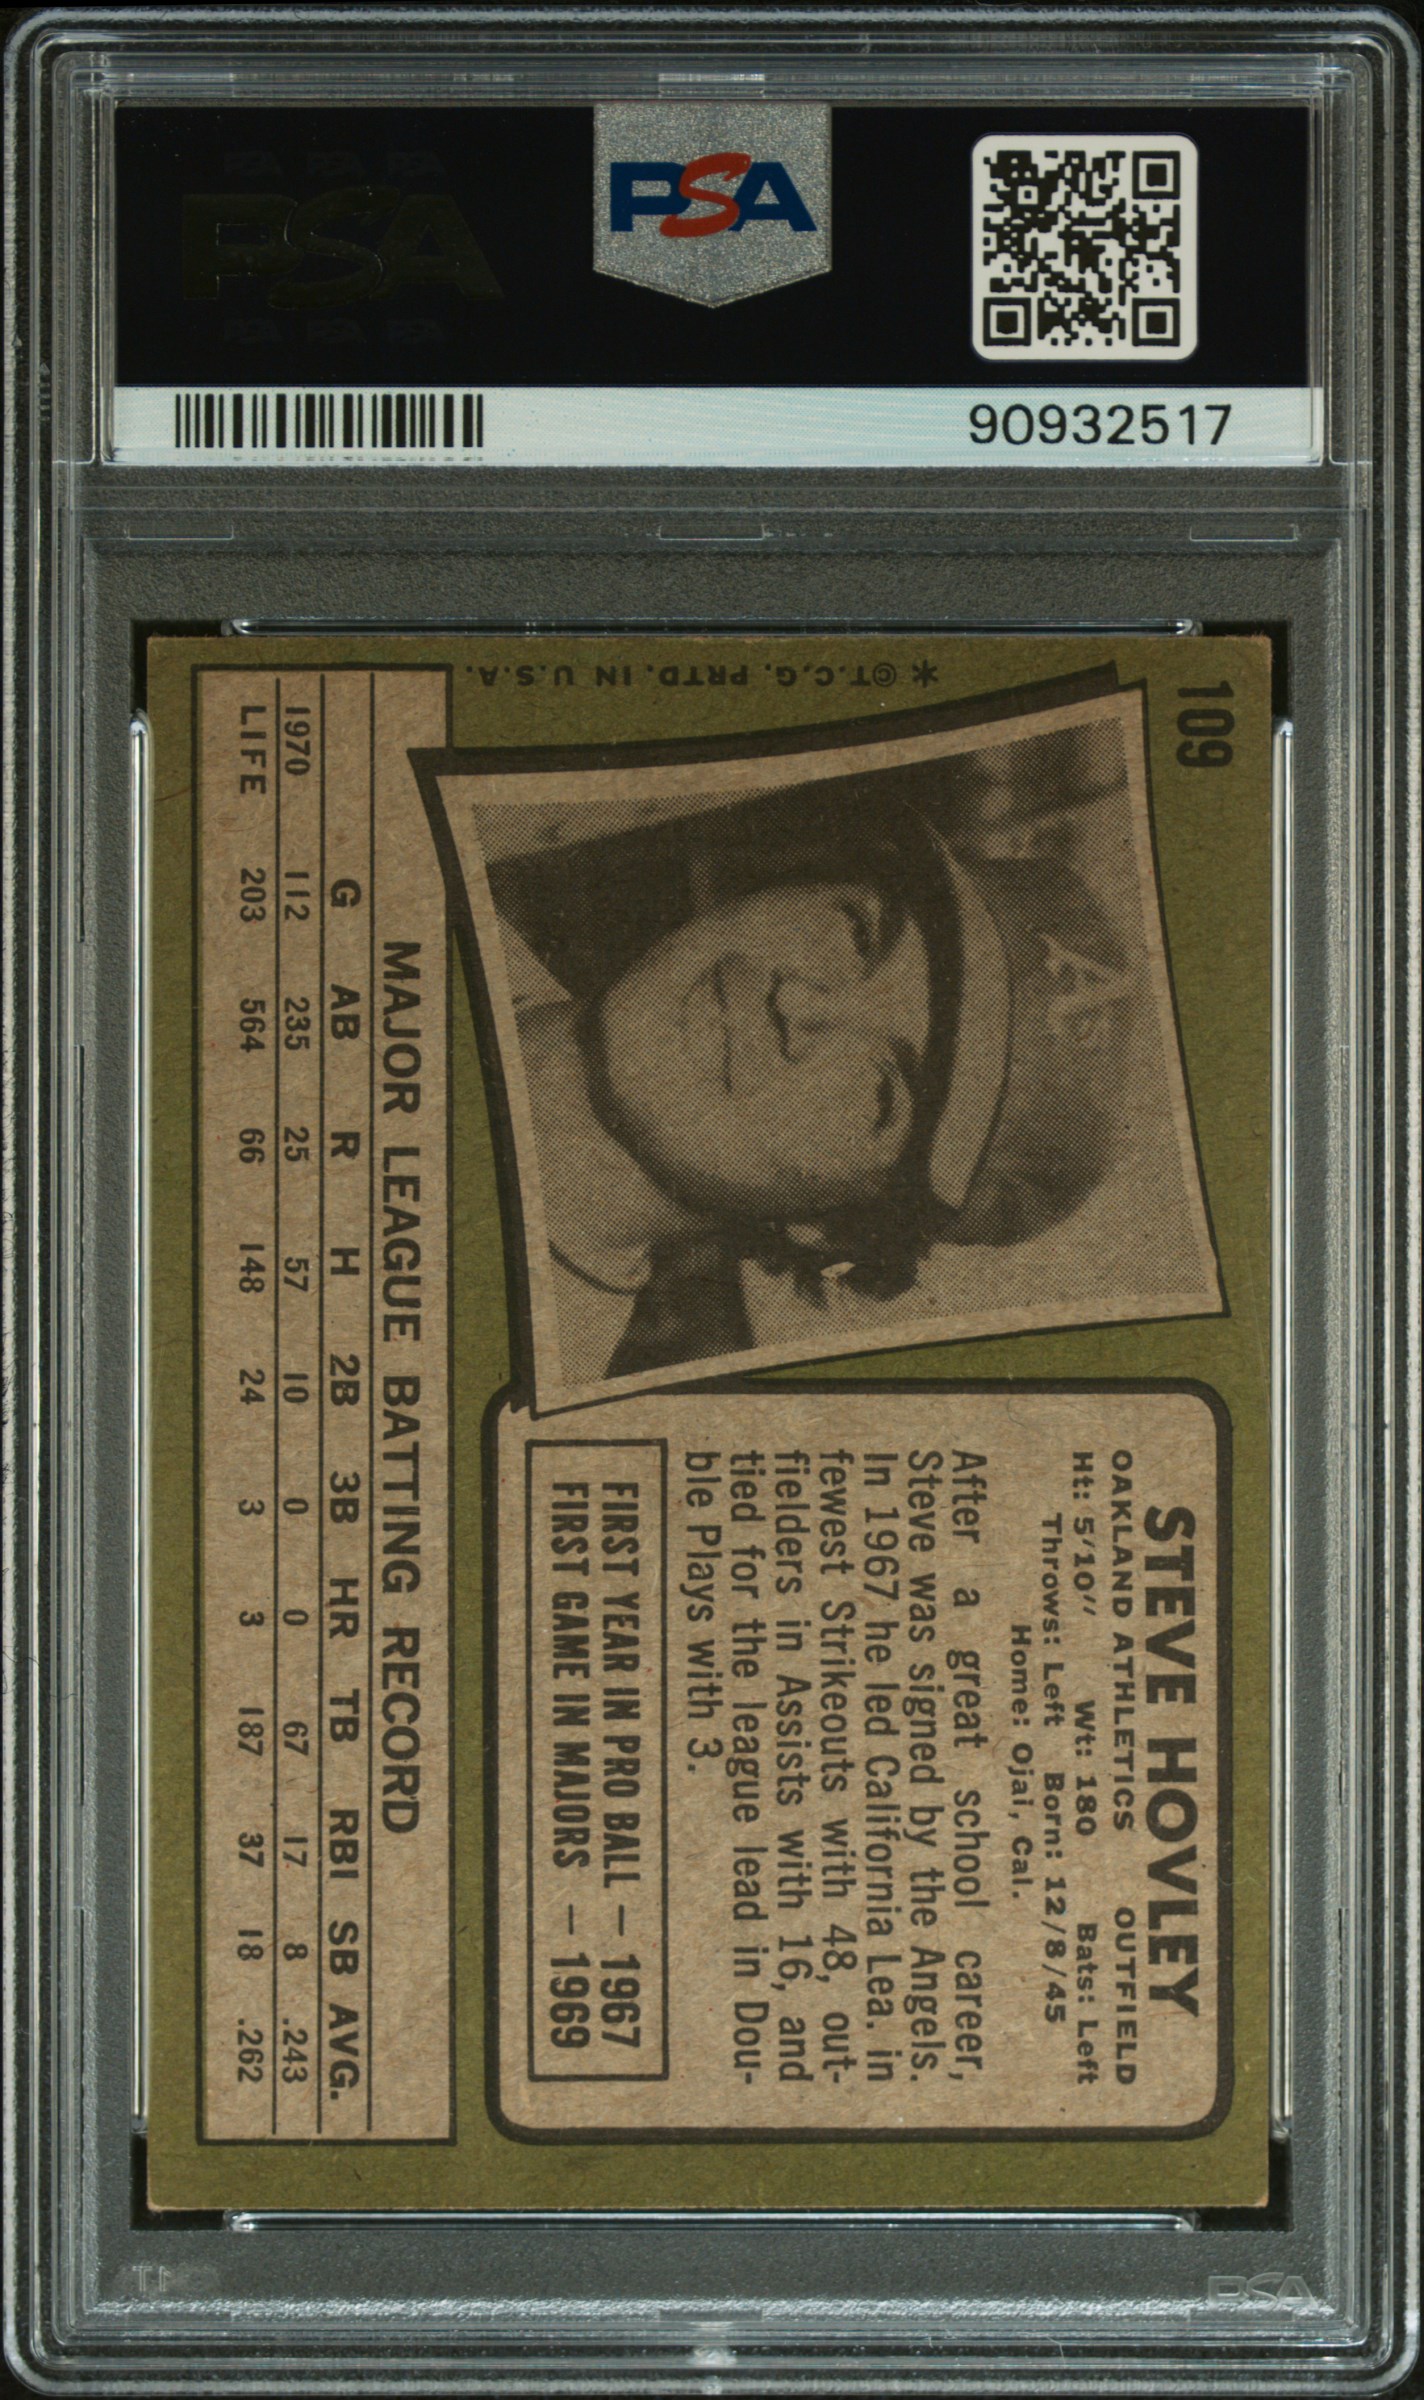 PSA
PSA
90932517
109
* ©T.C.G. PRTD. IN U.S.A.
STEVE HOVLEY
OAKLAND ATHLETICS OUTFIELD
Ht: 5'10" Wt: 180 Bats: Left
Throws: Left Born: 12/8/45
Home: Ojai, Cal.
After a great school career,
Steve was signed by the Angels.
In 1967 he led California Lea. in
fewest Strikeouts with 48, out-
fielders in Assists with 16, and
tied for the league lead in Dou-
ble Plays with 3.
FIRST YEAR IN PRO BALL — 1967
FIRST GAME IN MAJORS — 1969
MAJOR LEAGUE BATTING RECORD
G AB R H 2B 3B HR TB RBI SB AVG.
1970 112 235 25 57 10 0 0 67 17 8 .243
LIFE 203 564 66 148 24 3 3 187 37 18 .262
A's
PSA